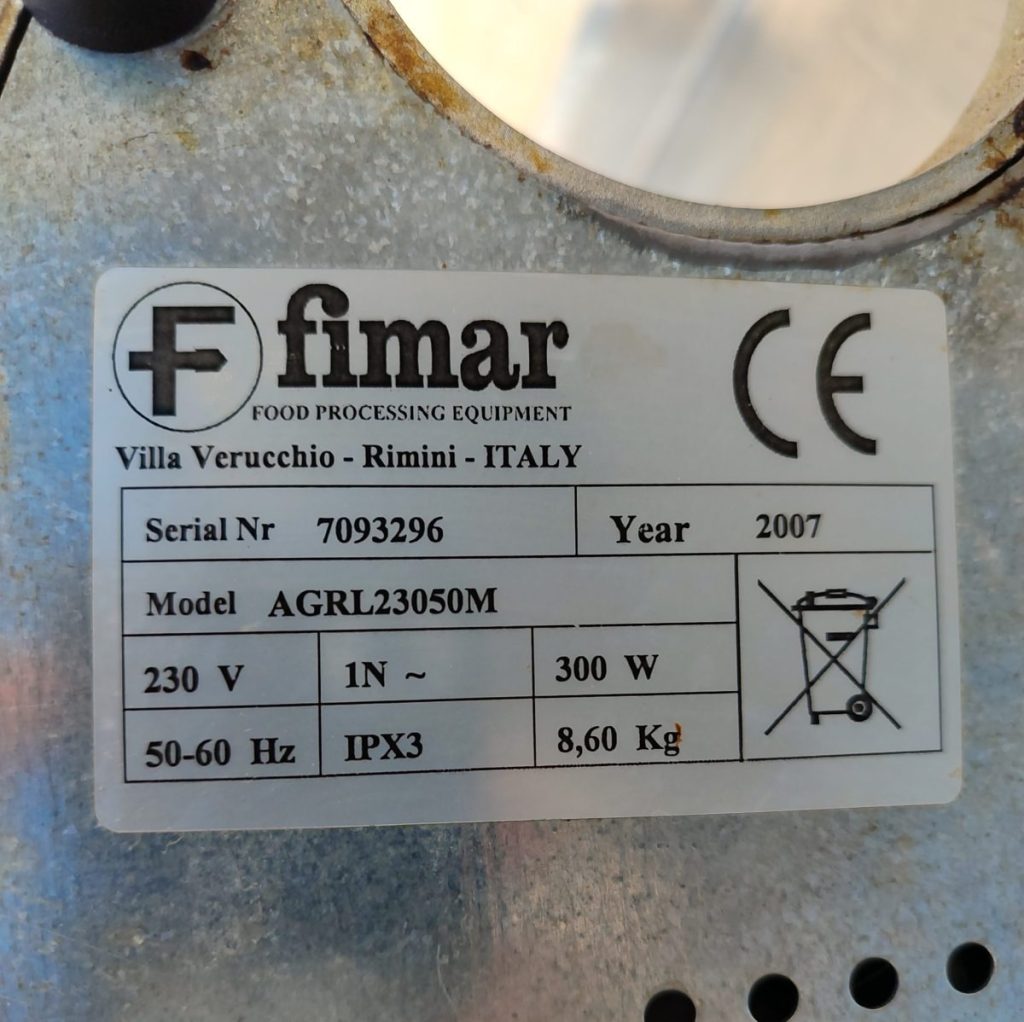 F fimar
FOOD PROCESSING EQUIPMENT
Villa Verucchio - Rimini - ITALY
CE
Serial Nr 7093296 Year 2007
Model AGRL23050M
230 V 1N ~ 300 W
50-60 Hz IPX3 8,60 Kg